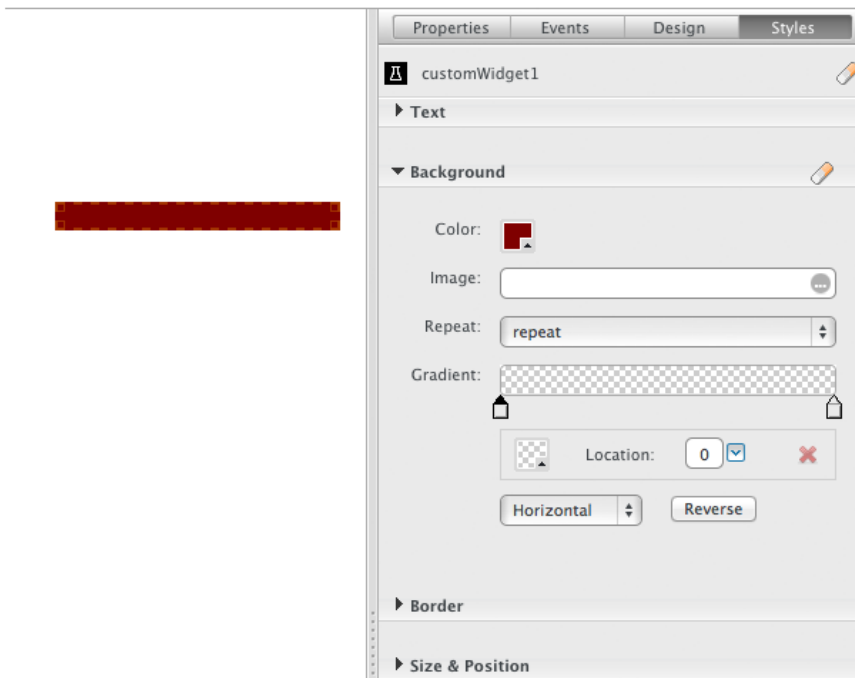 Properties Events Design Styles
customWidget1
Text
Background
Color:
Image:
...
Repeat: repeat
Gradient:
Location: 0
Horizontal Reverse
Border
Size & Position